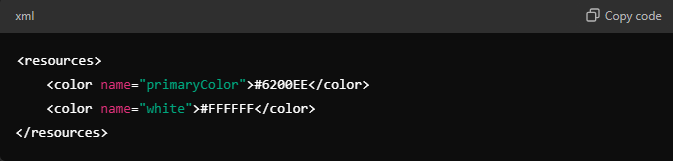 xml
Copy code
<resources>
    <color name="primaryColor">#6200EE</color>
    <color name="white">#FFFFFF</color>
</resources>